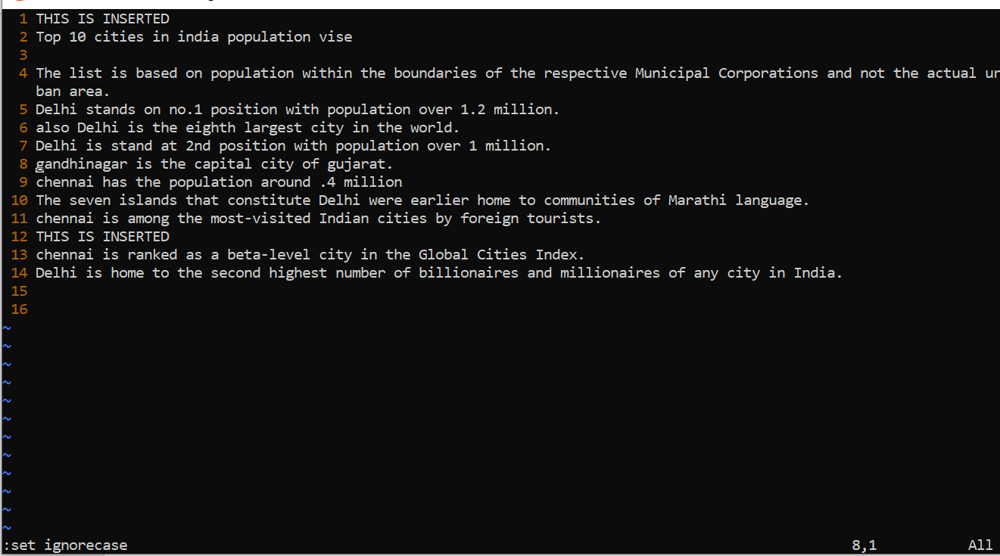 1 THIS IS INSERTED
2 Top 10 cities in india population vise
3
4 The list is based on population within the boundaries of the respective Municipal Corporations and not the actual ur
ban area.
5 Delhi stands on no.1 position with population over 1.2 million.
6 also Delhi is the eighth largest city in the world.
7 Delhi is stand at 2nd position with population over 1 million.
8 gandhinagar is the capital city of gujarat.
9 chennai has the population around .4 million
10 The seven islands that constitute Delhi were earlier home to communities of Marathi language.
11 chennai is among the most-visited Indian cities by foreign tourists.
12 THIS IS INSERTED
13 chennai is ranked as a beta-level city in the Global Cities Index.
14 Delhi is home to the second highest number of billionaires and millionaires of any city in India.
15
16
~
~
~
~
~
~
~
~
~
~
~
~
:set ignorecase 8,1 All